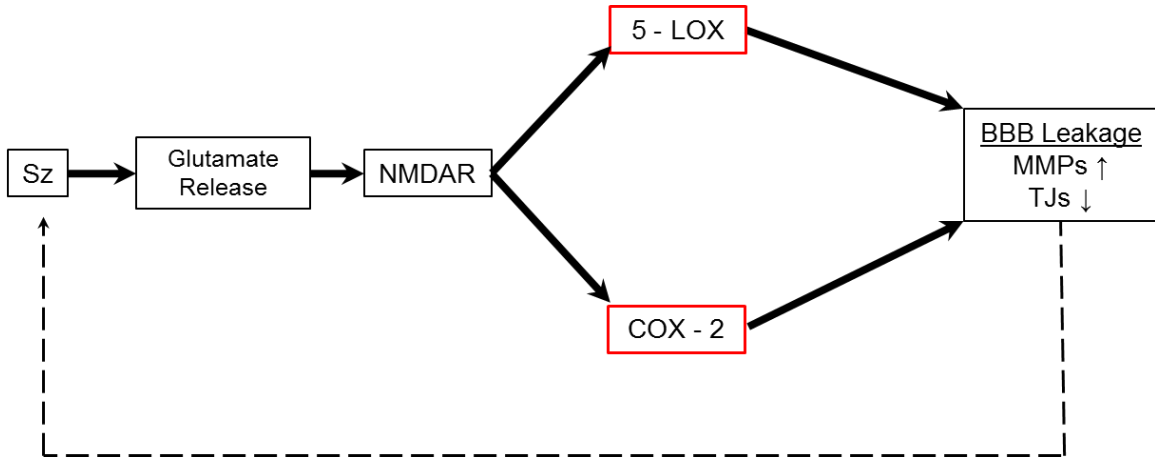 5 - LOX
BBB Leakage
MMPs ↑
TJs ↓
Sz
Glutamate
Release
NMDAR
COX - 2